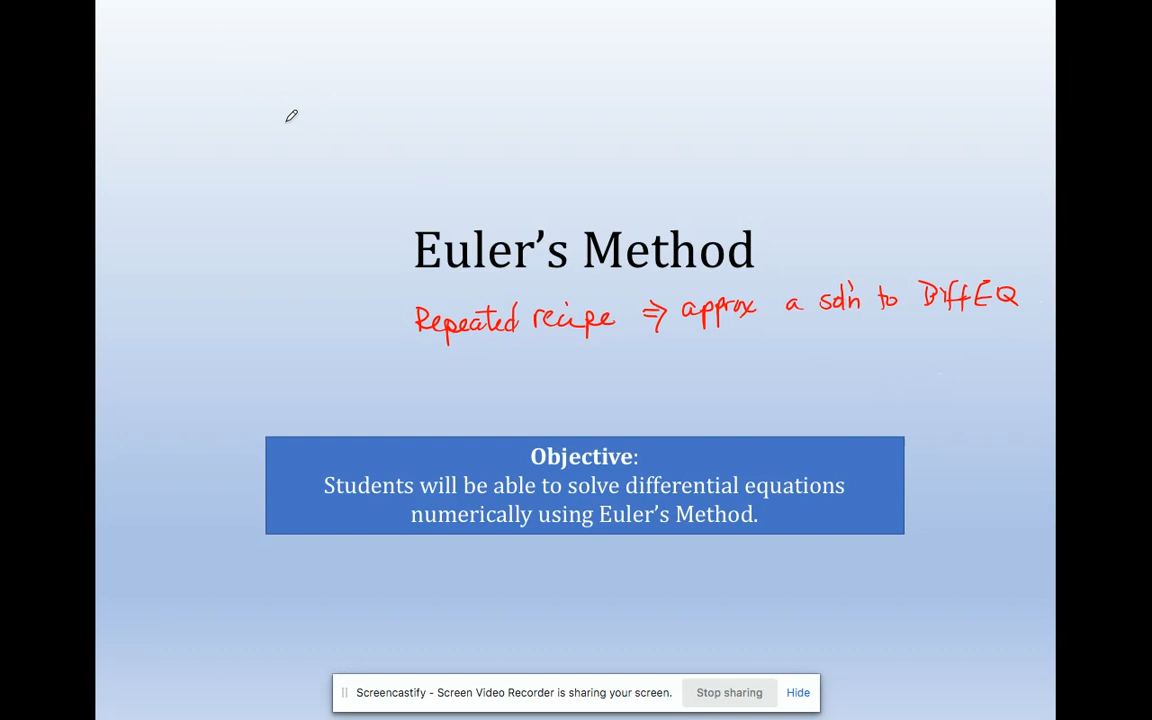 Euler’s Method
Repeated recipe ⇒ approx a sol'n to DiffEQ
Objective:
Students will be able to solve differential equations
numerically using Euler’s Method.
Screencastify - Screen Video Recorder is sharing your screen. Stop sharing Hide